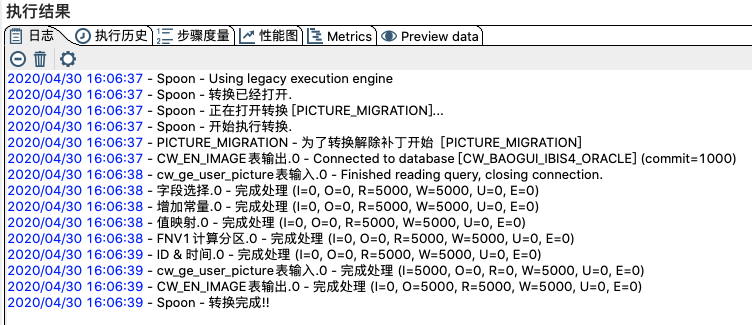 执行结果
日志 执行历史 步骤度量 性能图 Metrics Preview data
2020/04/30 16:06:37 - Spoon - Using legacy execution engine
2020/04/30 16:06:37 - Spoon - 转换已经打开.
2020/04/30 16:06:37 - Spoon - 正在打开转换 [PICTURE_MIGRATION]...
2020/04/30 16:06:37 - Spoon - 开始执行转换.
2020/04/30 16:06:37 - PICTURE_MIGRATION - 为了转换解除补丁开始 [PICTURE_MIGRATION]
2020/04/30 16:06:37 - CW_EN_IMAGE表输出.0 - Connected to database [CW_BAOGUI_IBIS4_ORACLE] (commit=1000)
2020/04/30 16:06:38 - cw_ge_user_picture表输入.0 - Finished reading query, closing connection.
2020/04/30 16:06:38 - 字段选择.0 - 完成处理 (I=0, O=0, R=5000, W=5000, U=0, E=0)
2020/04/30 16:06:38 - 增加常量.0 - 完成处理 (I=0, O=0, R=5000, W=5000, U=0, E=0)
2020/04/30 16:06:38 - 值映射.0 - 完成处理 (I=0, O=0, R=5000, W=5000, U=0, E=0)
2020/04/30 16:06:38 - FNV1计算分区.0 - 完成处理 (I=0, O=0, R=5000, W=5000, U=0, E=0)
2020/04/30 16:06:39 - ID & 时间.0 - 完成处理 (I=0, O=0, R=5000, W=5000, U=0, E=0)
2020/04/30 16:06:39 - cw_ge_user_picture表输入.0 - 完成处理 (I=5000, O=0, R=0, W=5000, U=0, E=0)
2020/04/30 16:06:39 - CW_EN_IMAGE表输出.0 - 完成处理 (I=0, O=5000, R=5000, W=5000, U=0, E=0)
2020/04/30 16:06:39 - Spoon - 转换完成!!